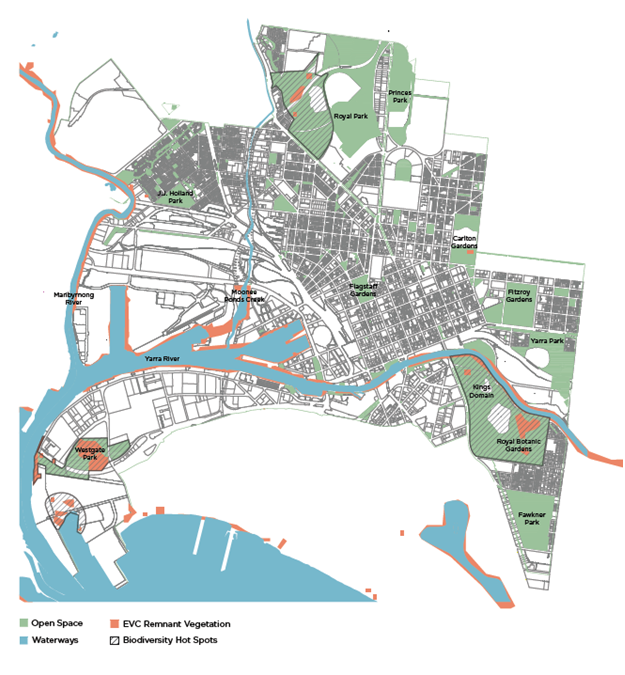 Princes
Park
Royal Park
J.J. Holland
Park
Carlton
Gardens
Maribyrnong
River
Moonee
Ponds Creek
Flagstaff
Gardens
Fitzroy
Gardens
Yarra Park
Yarra River
Kings
Domain
Royal Botanic
Gardens
Westgate
Park
Fawkner
Park
Open Space
EVC Remnant Vegetation
Waterways
Biodiversity Hot Spots